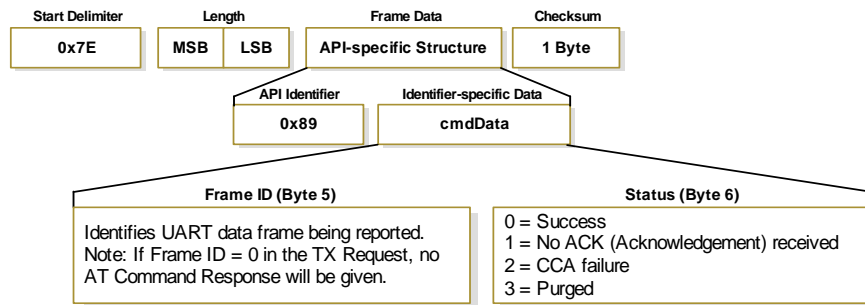 Start Delimiter Length Frame Data Checksum
0x7E MSB LSB API-specific Structure 1 Byte
API Identifier Identifier-specific Data
0x89 cmdData
Frame ID (Byte 5)
Identifies UART data frame being reported.
Note: If Frame ID = 0 in the TX Request, no
AT Command Response will be given.
Status (Byte 6)
0 = Success
1 = No ACK (Acknowledgement) received
2 = CCA failure
3 = Purged